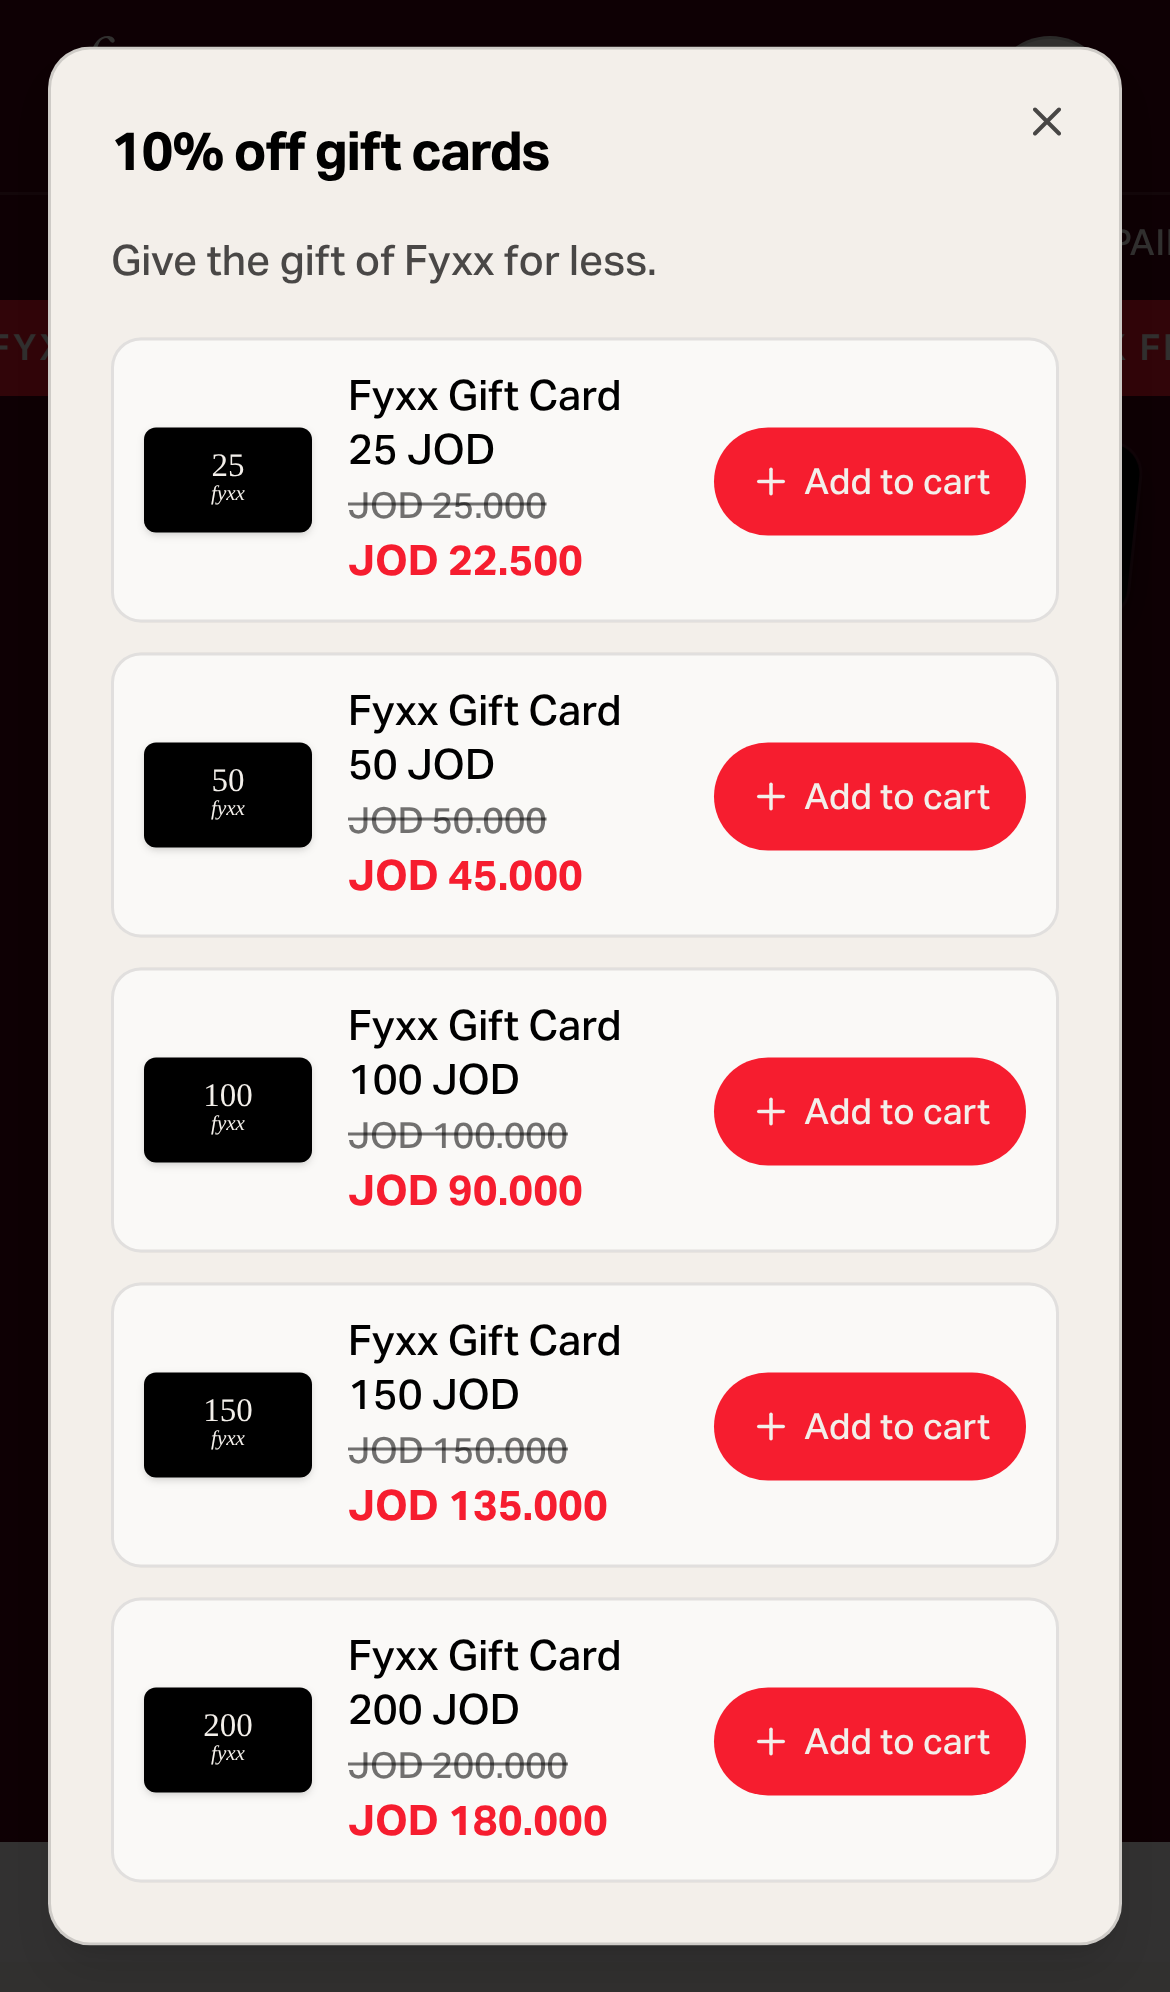 10% off gift cards
Give the gift of Fyxx for less.
25
fyxx
Fyxx Gift Card
25 JOD
JOD 25.000
JOD 22.500
+ Add to cart
50
fyxx
Fyxx Gift Card
50 JOD
JOD 50.000
JOD 45.000
+ Add to cart
100
fyxx
Fyxx Gift Card
100 JOD
JOD 100.000
JOD 90.000
+ Add to cart
150
fyxx
Fyxx Gift Card
150 JOD
JOD 150.000
JOD 135.000
+ Add to cart
200
fyxx
Fyxx Gift Card
200 JOD
JOD 200.000
JOD 180.000
+ Add to cart